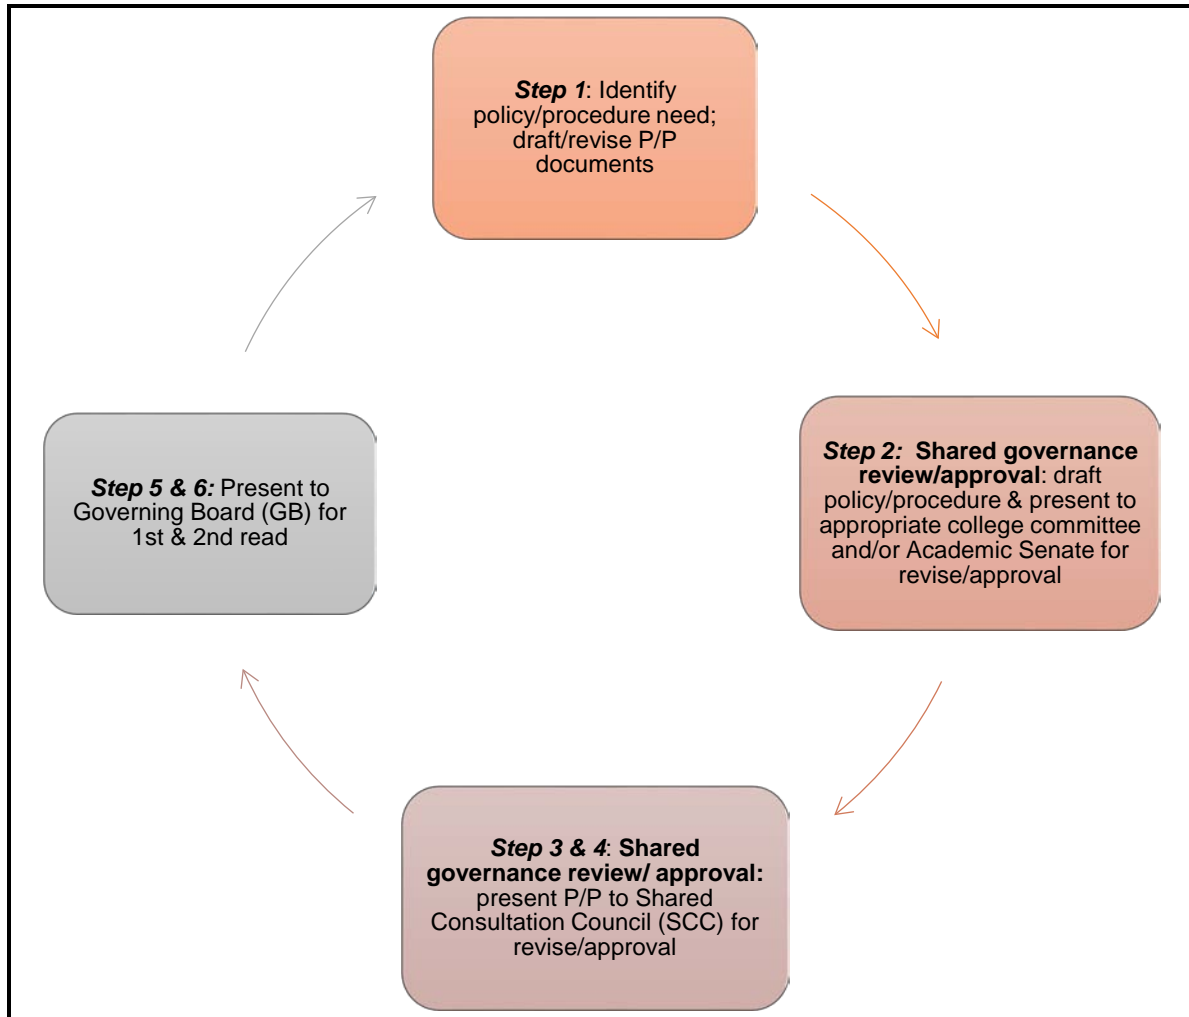 Step 1: Identify
policy/procedure need;
draft/revise P/P
documents
Step 2: Shared governance
review/approval: draft
policy/procedure & present to
appropriate college committee
and/or Academic Senate for
revise/approval
Step 3 & 4: Shared
governance review/ approval:
present P/P to Shared
Consultation Council (SCC) for
revise/approval
Step 5 & 6: Present to
Governing Board (GB) for
1st & 2nd read